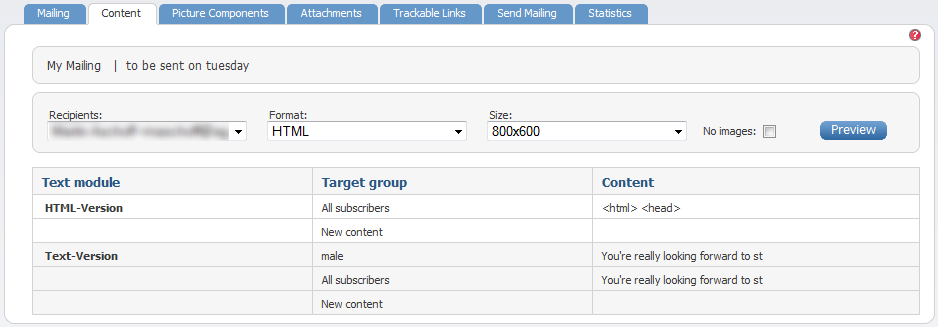 Mailing Content Picture Components Attachments Trackable Links Send Mailing Statistics
?
My Mailing | to be sent on tuesday
Recipients: Format: Size:
HTML 800x600 No images: Preview
Text module Target group Content
HTML-Version All subscribers <html> <head>
New content
Text-Version male You're really looking forward to st
All subscribers You're really looking forward to st
New content